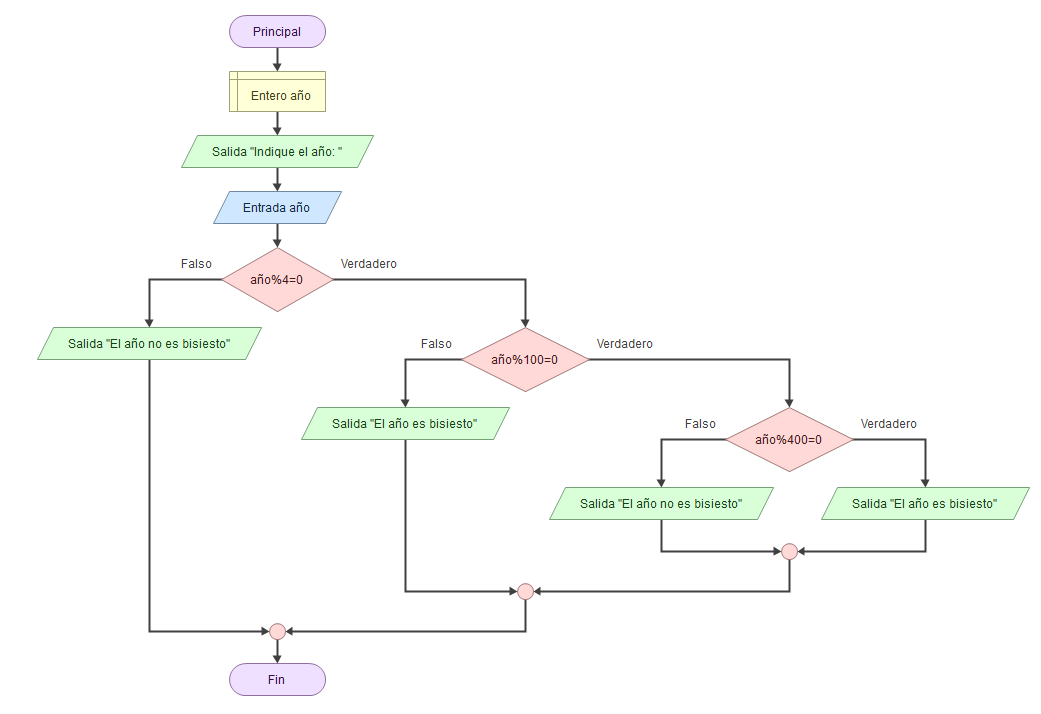 Principal
Entero año
Salida "Indique el año: "
Entrada año
Falso
Verdadero
año%4=0
Salida "El año no es bisiesto"
Falso
Verdadero
año%100=0
Salida "El año es bisiesto"
Falso
Verdadero
año%400=0
Salida "El año no es bisiesto"
Salida "El año es bisiesto"
Fin